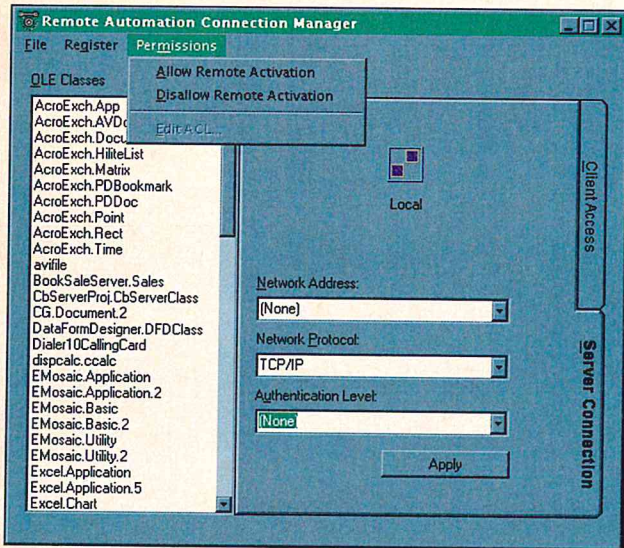 Remote Automation Connection Manager
File Register Permissions
Allow Remote Activation
Disallow Remote Activation
Edit ACL...
OLE Classes
AcroExch.App
AcroExch.HiliteList
AcroExch.Matrix
AcroExch.PDBookmark
AcroExch.PDDoc
AcroExch.Point
AcroExch.Rect
AcroExch.Time
avifile
BookSaleServer.Sales
CbServerProj.CbServerClass
CG.Document.2
DataFormDesigner.DFDClass
Dialer10CallingCard
dispcalc.ccalc
EMosaic.Application
EMosaic.Application.2
EMosaic.Basic
EMosaic.Basic.2
EMosaic.Utility
EMosaic.Utility.2
Excel.Application
Excel.Application.5
Excel.Chart
Local
Network Address:
(None)
Network Protocol:
TCP/IP
Authentication Level:
(None)
Apply
Client Access
Server Connection